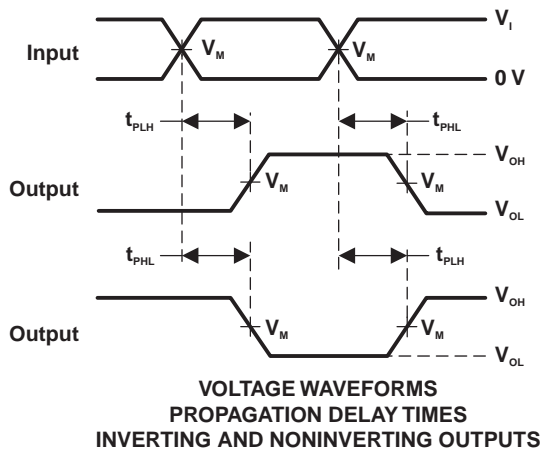 V_I
Input V_M V_M
0 V
t_PLH t_PHL
V_OH
Output V_M V_M
V_OL
t_PHL t_PLH
V_OH
Output V_M V_M
V_OL
VOLTAGE WAVEFORMS
PROPAGATION DELAY TIMES
INVERTING AND NONINVERTING OUTPUTS